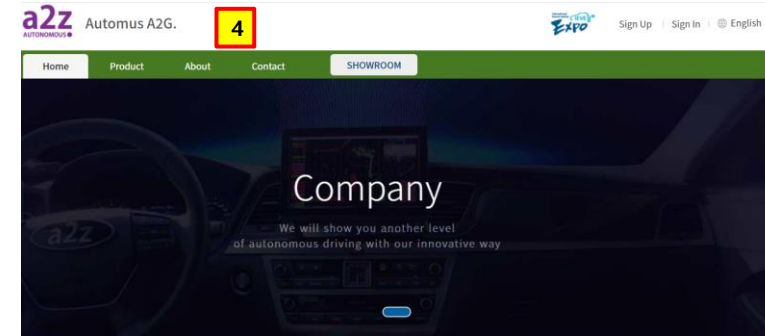 a2z
AUTONOMOUS
Automus A2G.
4
EXPO
Sign Up
Sign In
English
Home
Product
About
Contact
SHOWROOM
a2z
Company
We will show you another level
of autonomous driving with our innovative way